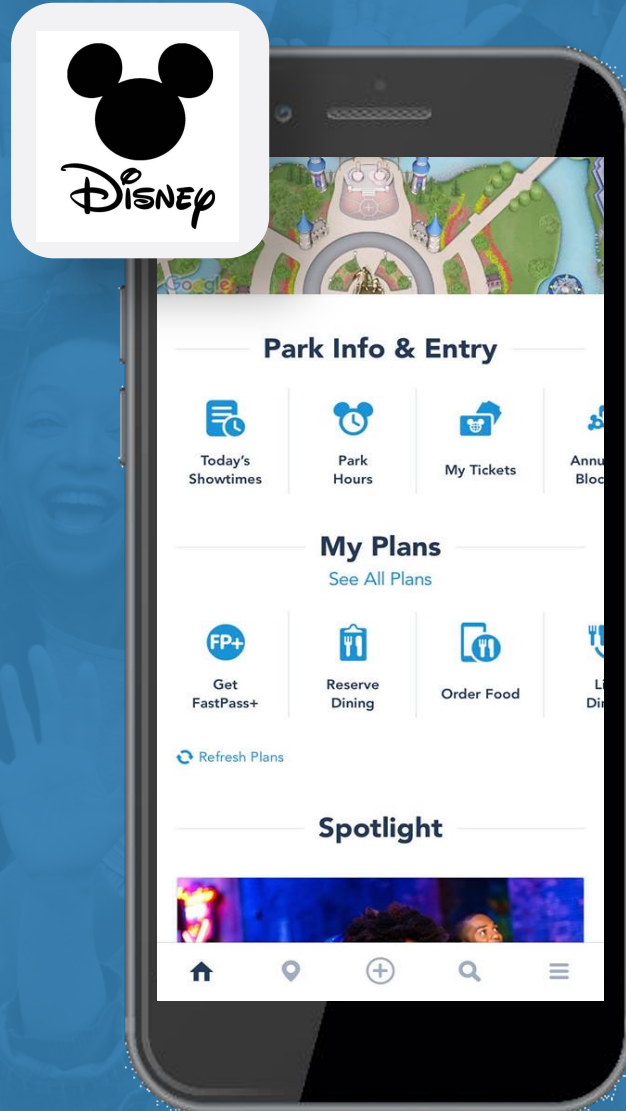 Disney
Google
Park Info & Entry
Today's
Showtimes
Park
Hours
My Tickets
My Plans
See All Plans
FP+
Get
FastPass+
Reserve
Dining
Order Food
Refresh Plans
Spotlight